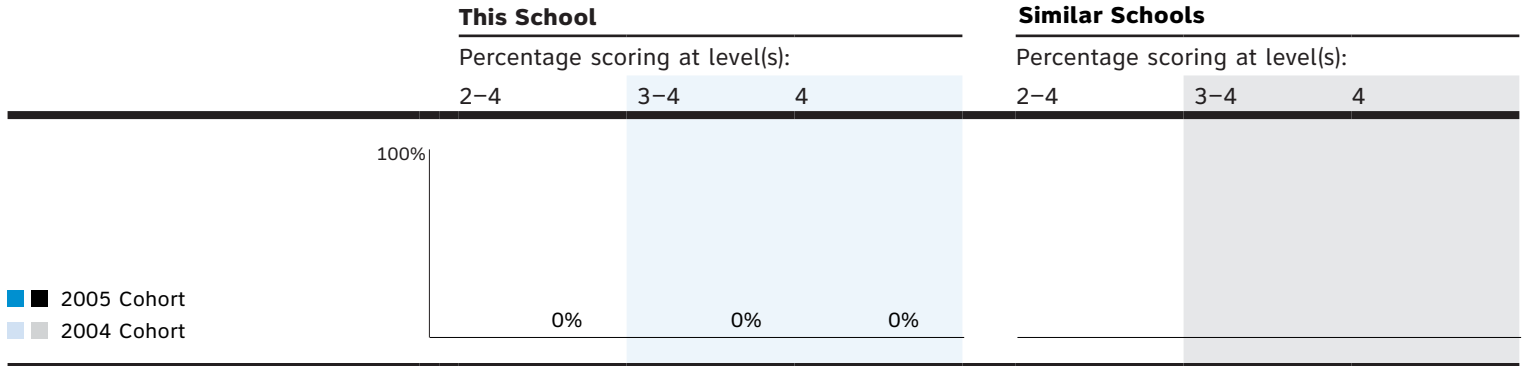 This School
Similar Schools
Percentage scoring at level(s):
Percentage scoring at level(s):
2–4 3–4 4
2–4 3–4 4
100%
0% 0% 0%
2005 Cohort
2004 Cohort